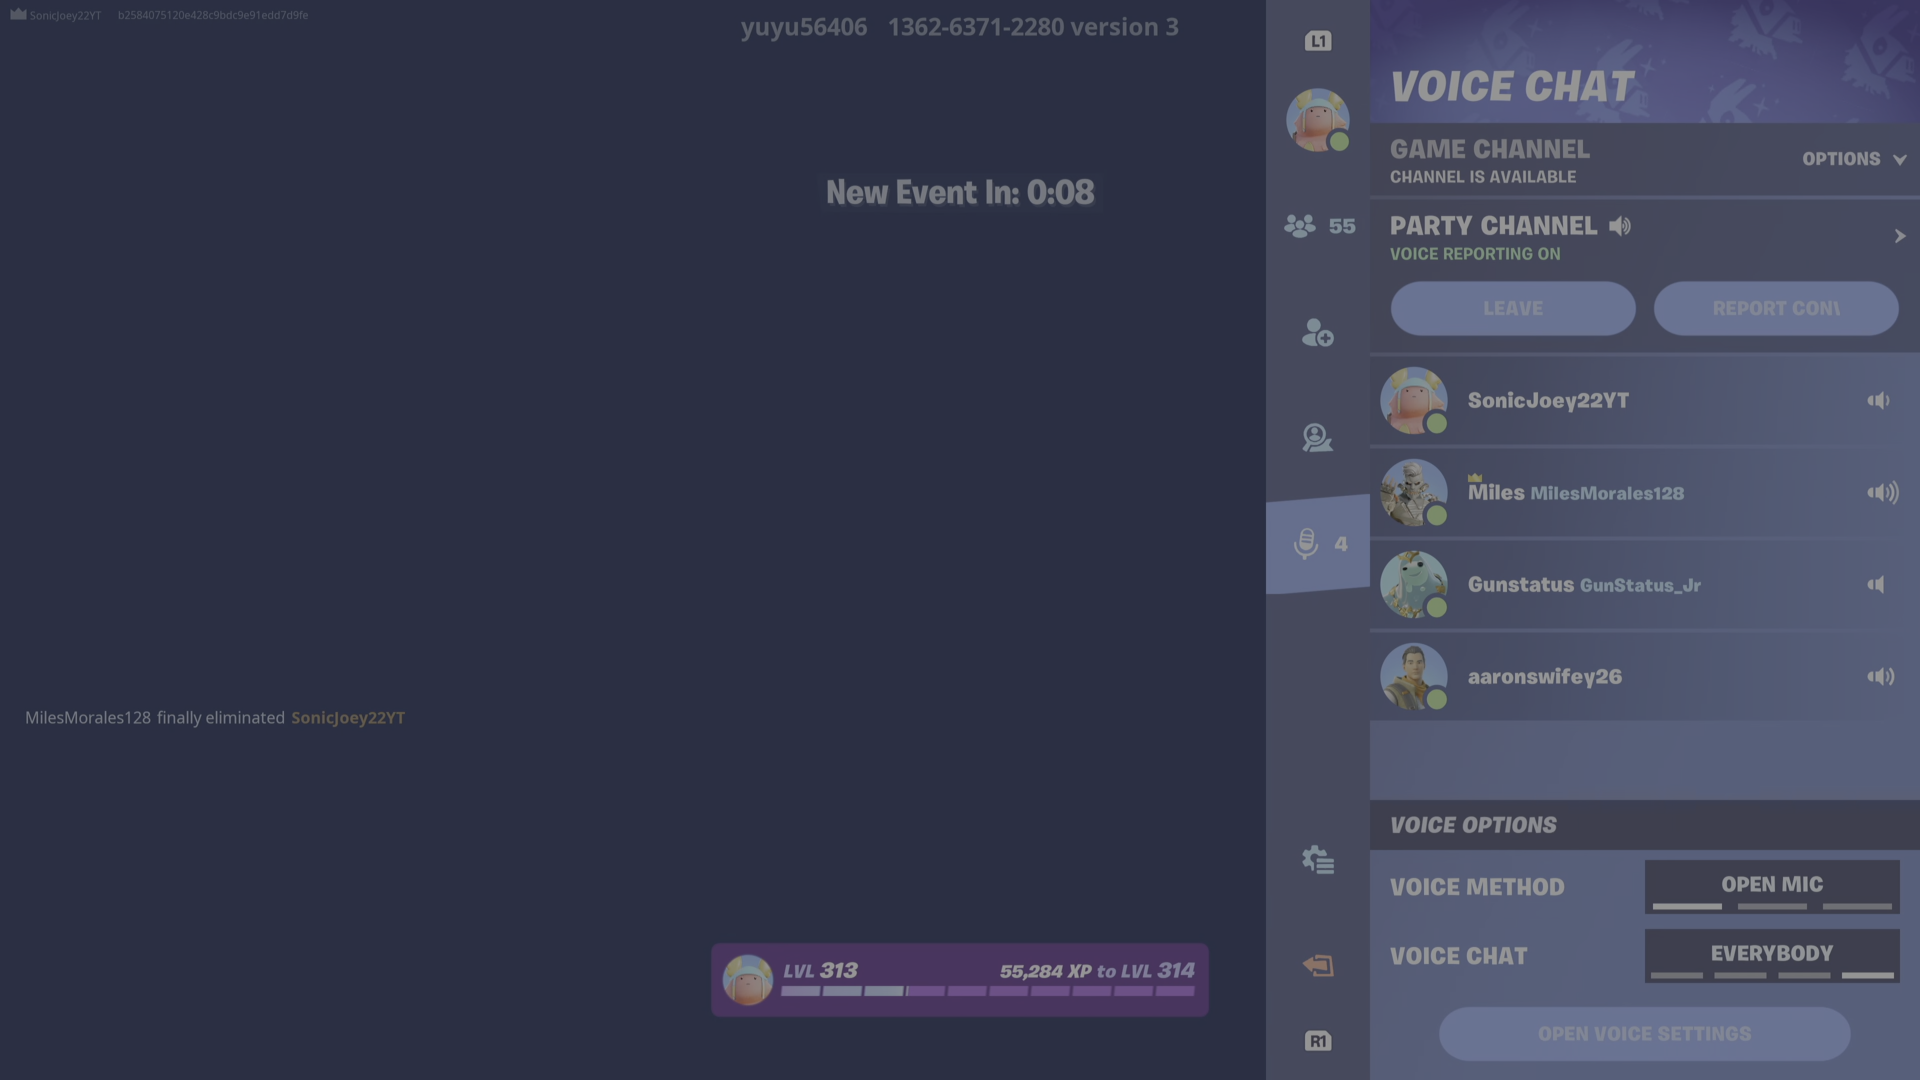 SonicJoey22YT b2584075120e428c9bdc9e91edd7d9fe
yuyu56406 1362-6371-2280 version 3
New Event In: 0:08
MilesMorales128 finally eliminated SonicJoey22YT
LVL 313 55,284 XP to LVL 314
L1
55
4
R1
VOICE CHAT
GAME CHANNEL
CHANNEL IS AVAILABLE
OPTIONS
PARTY CHANNEL
VOICE REPORTING ON
LEAVE
REPORT CON
SonicJoey22YT
Miles MilesMorales128
Gunstatus GunStatus_Jr
aaronswifey26
VOICE OPTIONS
VOICE METHOD OPEN MIC
VOICE CHAT EVERYBODY
OPEN VOICE SETTINGS